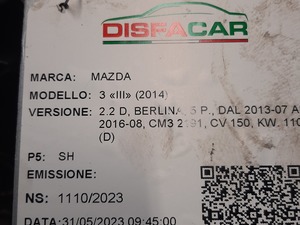 DISFACAR
MARCA: MAZDA
MODELLO: 3 «III» (2014)
VERSIONE: 2.2 D, BERLINA, 5 P., DAL 2013-07 A
2016-08, CM3 2191, CV 150, KW. 110
(D)
P5: SH
EMISSIONE:
NS: 1110/2023
DATA:31/05/2023 09:45:00